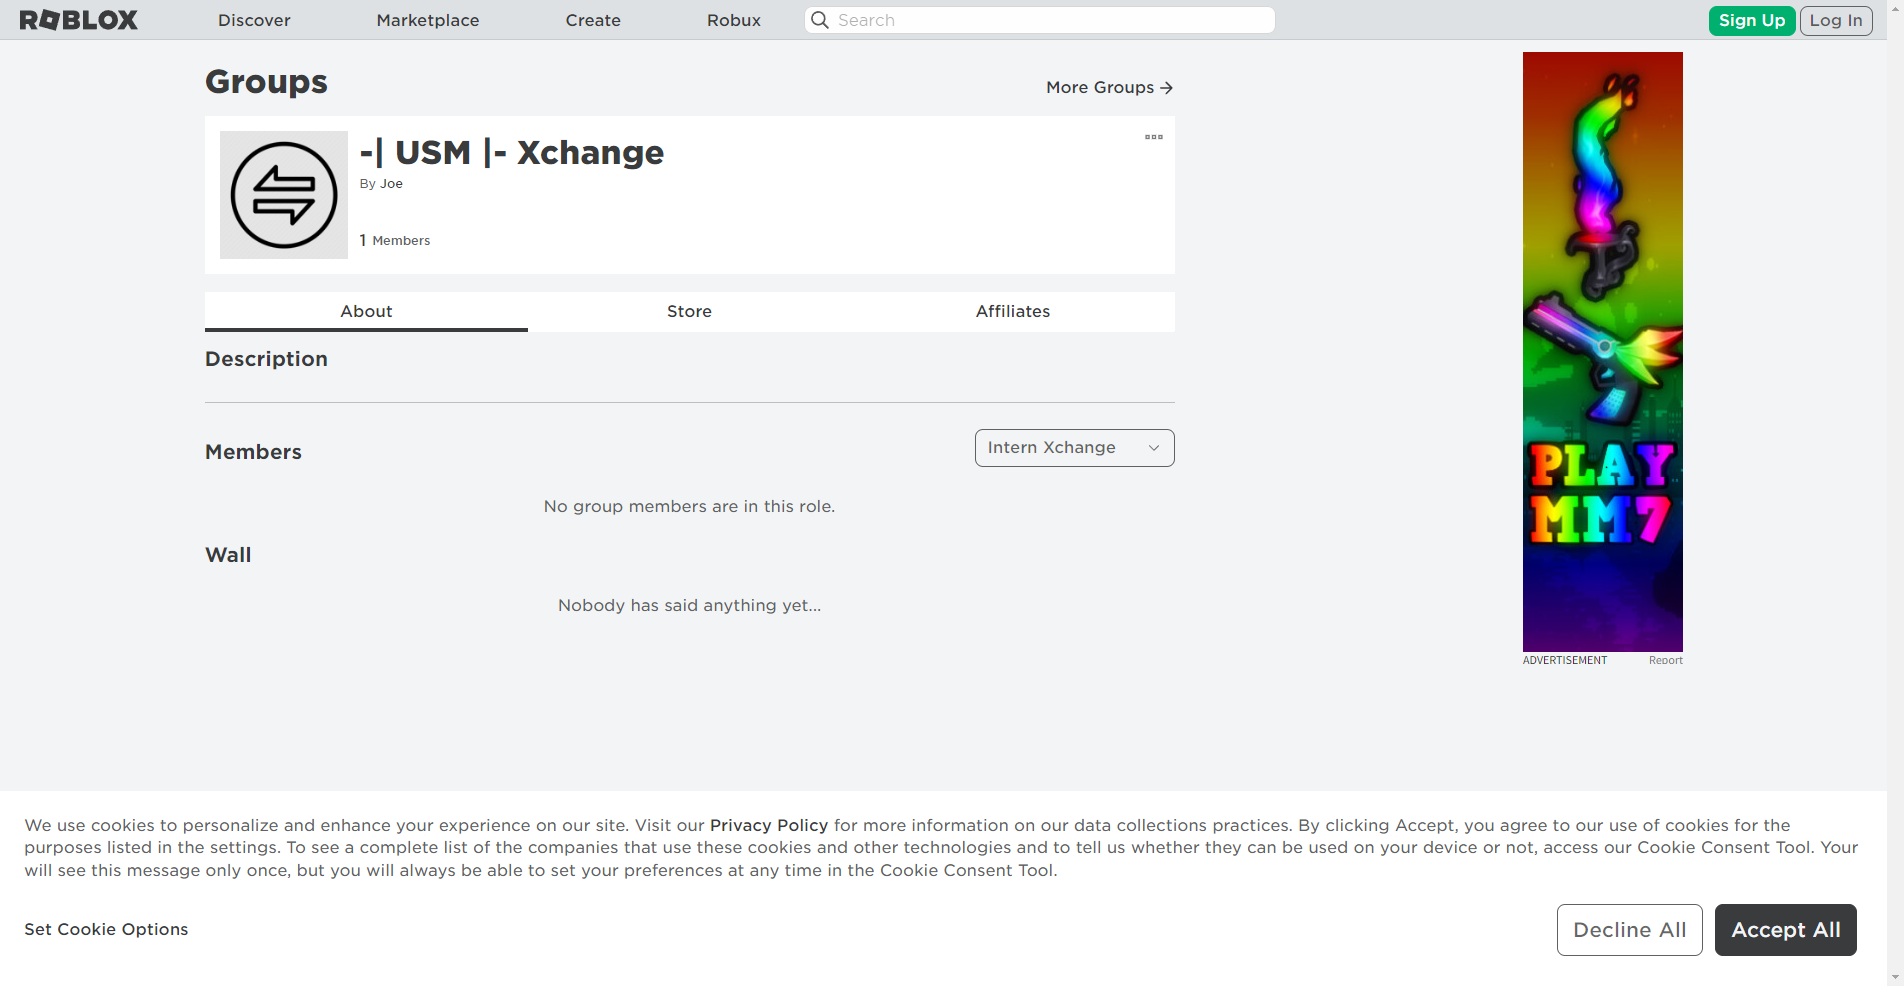 ROBLOX
Discover
Marketplace
Create
Robux
Search
Sign Up
Log In
Groups
More Groups →
-| USM |- Xchange
By Joe
1 Members
About
Store
Affiliates
Description
Members
Intern Xchange
No group members are in this role.
Wall
Nobody has said anything yet...
PLAY
MM7
ADVERTISEMENT
Report
We use cookies to personalize and enhance your experience on our site. Visit our Privacy Policy for more information on our data collections practices. By clicking Accept, you agree to our use of cookies for the
purposes listed in the settings. To see a complete list of the companies that use these cookies and other technologies and to tell us whether they can be used on your device or not, access our Cookie Consent Tool. Your
will see this message only once, but you will always be able to set your preferences at any time in the Cookie Consent Tool.
Set Cookie Options
Decline All
Accept All